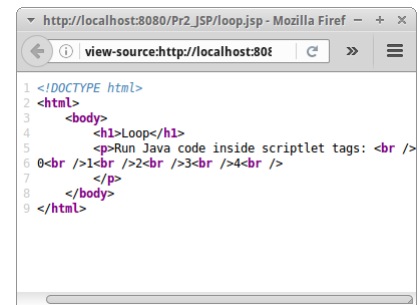 http://localhost:8080/Pr2_JSP/loop.jsp - Mozilla Firef
view-source:http://localhost:808
1 <!DOCTYPE html>
2 <html>
3     <body>
4         <h1>Loop</h1>
5         <p>Run Java code inside scriptlet tags: <br />
6 0<br />1<br />2<br />3<br />4<br />
7         </p>
8     </body>
9 </html>